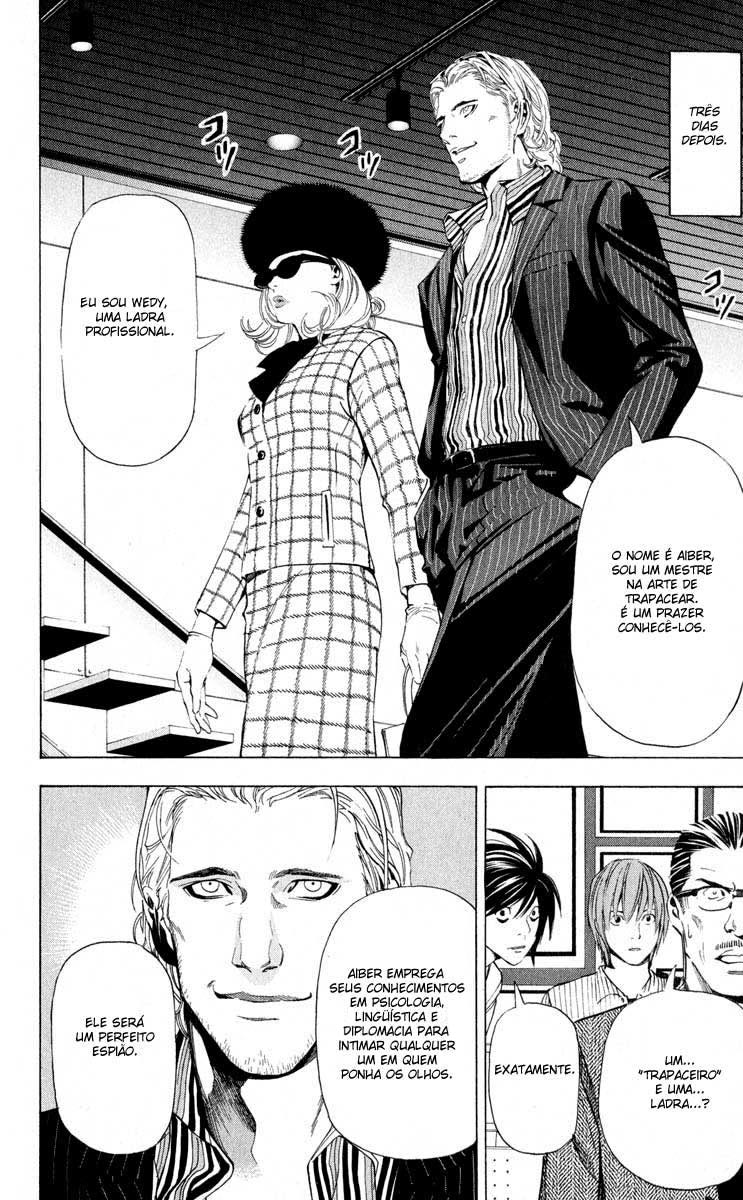 TRÊS
DIAS
DEPOIS.
コツ
コツ
コツ
O NOME É AIBER,
SOU UM MESTRE
NA ARTE DE
TRAPACEAR.
É UM PRAZER
CONHECÊ-LOS.
EU SOU WEDY,
UMA LADRA
PROFISSIONAL.
UM...
"TRAPACEIRO"
E UMA...
LADRA...?
EXATAMENTE.
AIBER EMPREGA
SEUS CONHECIMENTOS
EM PSICOLOGIA,
LINGÜÍSTICA E
DIPLOMACIA PARA
INTIMAR QUALQUER
UM EM QUEM
PONHA OS OLHOS.
ELE SERÁ
UM PERFEITO
ESPIÃO.